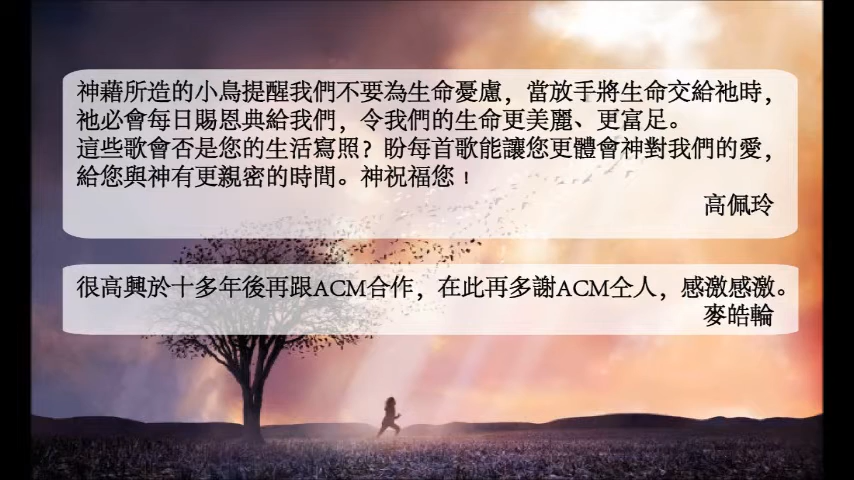 神藉所造的小鳥提醒我們不要為生命憂慮，當放手將生命交給祂時，
祂必會每日賜恩典給我們，令我們的生命更美麗、更富足。
這些歌會否是您的生活寫照？盼每首歌能讓您更體會神對我們的愛，
給您與神有更親密的時間。神祝福您！
高佩玲
很高興於十多年後再跟ACM合作，在此再多謝ACM仝人，感激感激。
麥皓輪